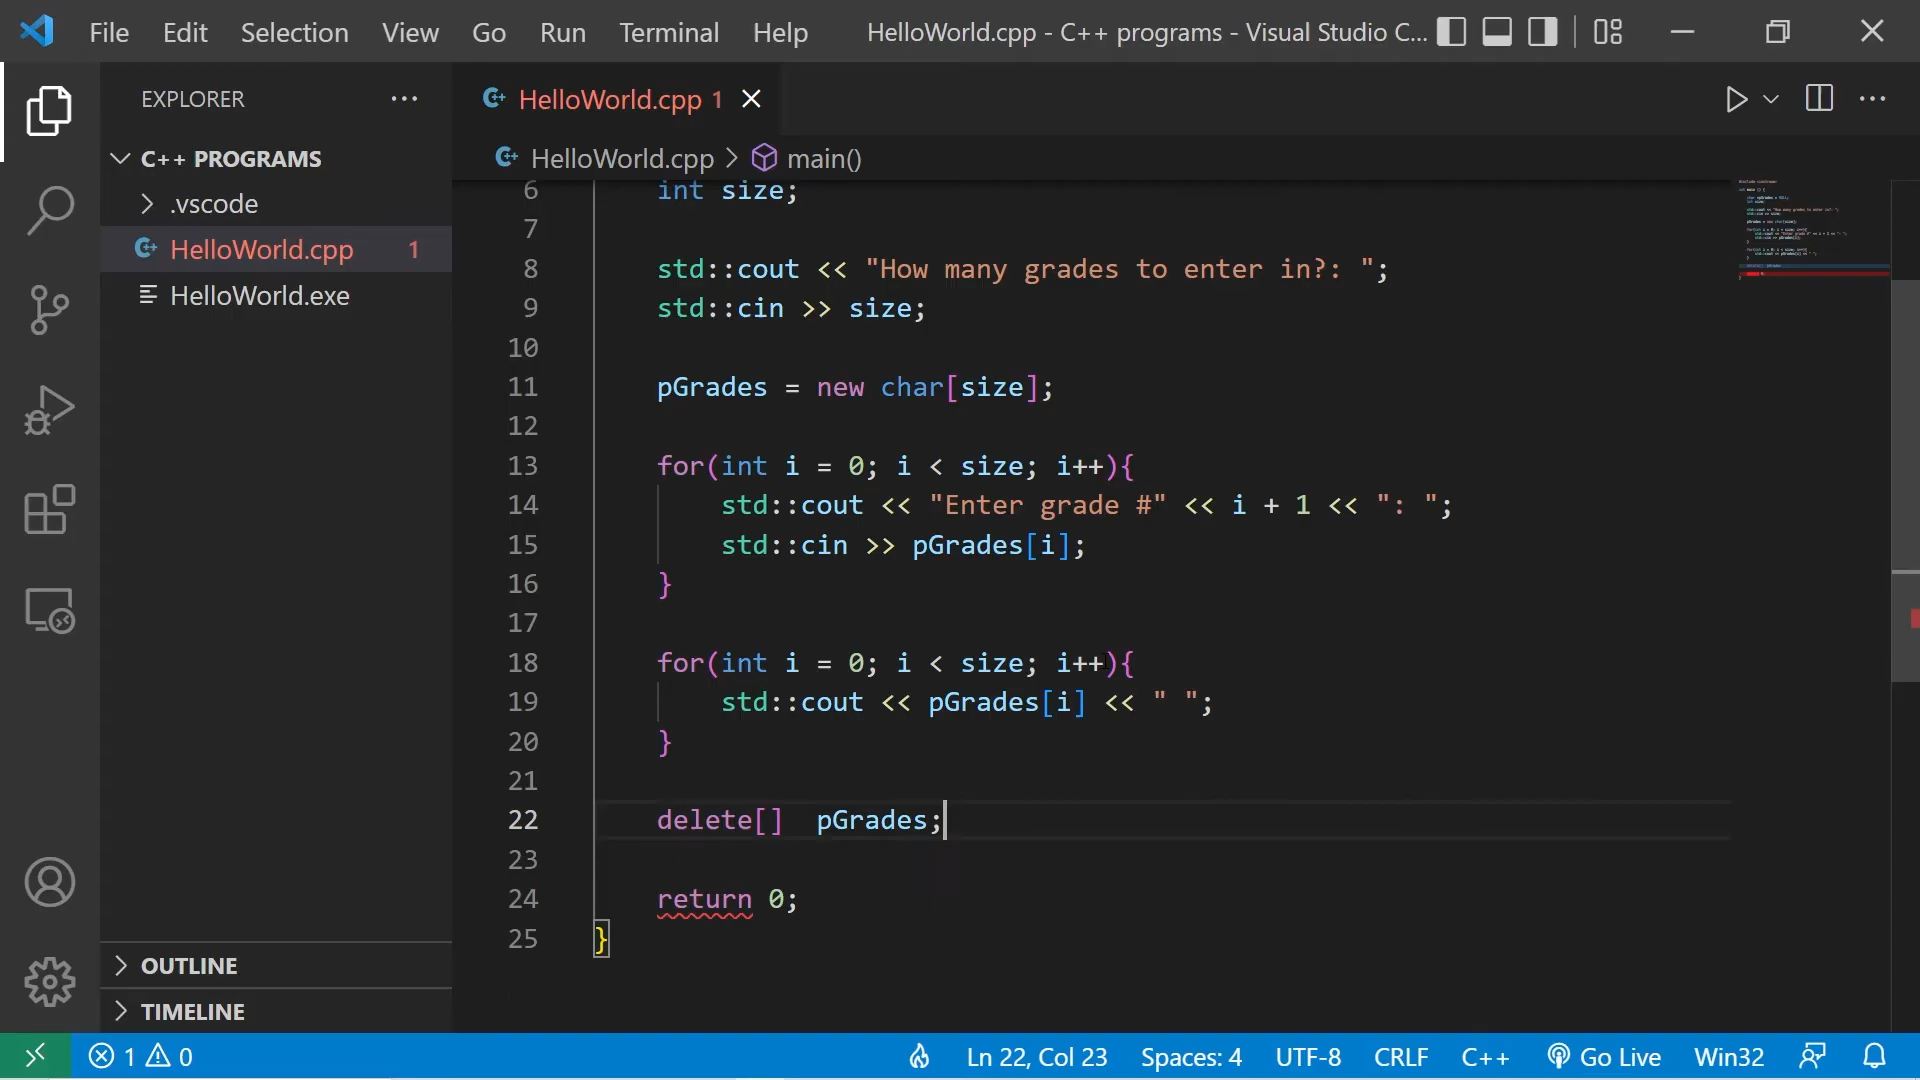 File Edit Selection View Go Run Terminal Help HelloWorld.cpp - C++ programs - Visual Studio C...
EXPLORER
C++ PROGRAMS
.vscode
HelloWorld.cpp 1
HelloWorld.exe
OUTLINE
TIMELINE
HelloWorld.cpp 1
HelloWorld.cpp > main()
6 int size;
7
8 std::cout << "How many grades to enter in?: ";
9 std::cin >> size;
10
11 pGrades = new char[size];
12
13 for(int i = 0; i < size; i++){
14 std::cout << "Enter grade #" << i + 1 << ": ";
15 std::cin >> pGrades[i];
16 }
17
18 for(int i = 0; i < size; i++){
19 std::cout << pGrades[i] << " ";
20 }
21
22 delete[]  pGrades;
23
24 return 0;
25 }
1 0 Ln 22, Col 23 Spaces: 4 UTF-8 CRLF C++ Go Live Win32